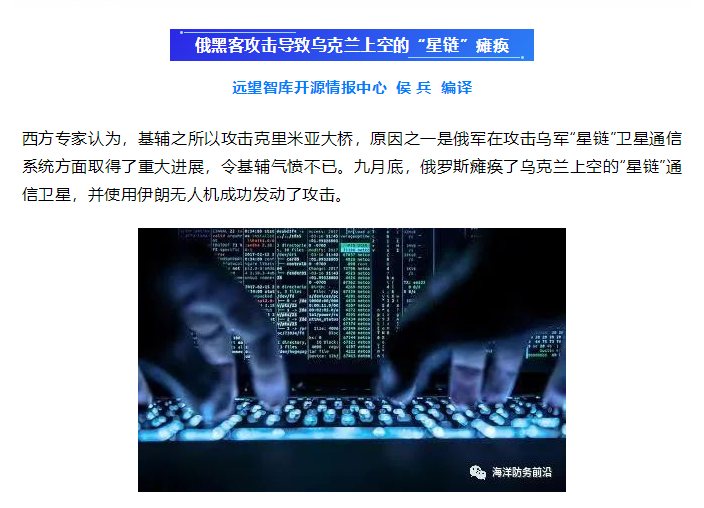 俄黑客攻击导致乌克兰上空的“星链”瘫痪
远望智库开源情报中心 侯 兵 编译
西方专家认为，基辅之所以攻击克里米亚大桥，原因之一是俄军在攻击乌军“星链”卫星通信
系统方面取得了重大进展，令基辅气愤不已。九月底，俄罗斯瘫痪了乌克兰上空的“星链”通
信卫星，并使用伊朗无人机成功发动了攻击。
海洋防务前沿